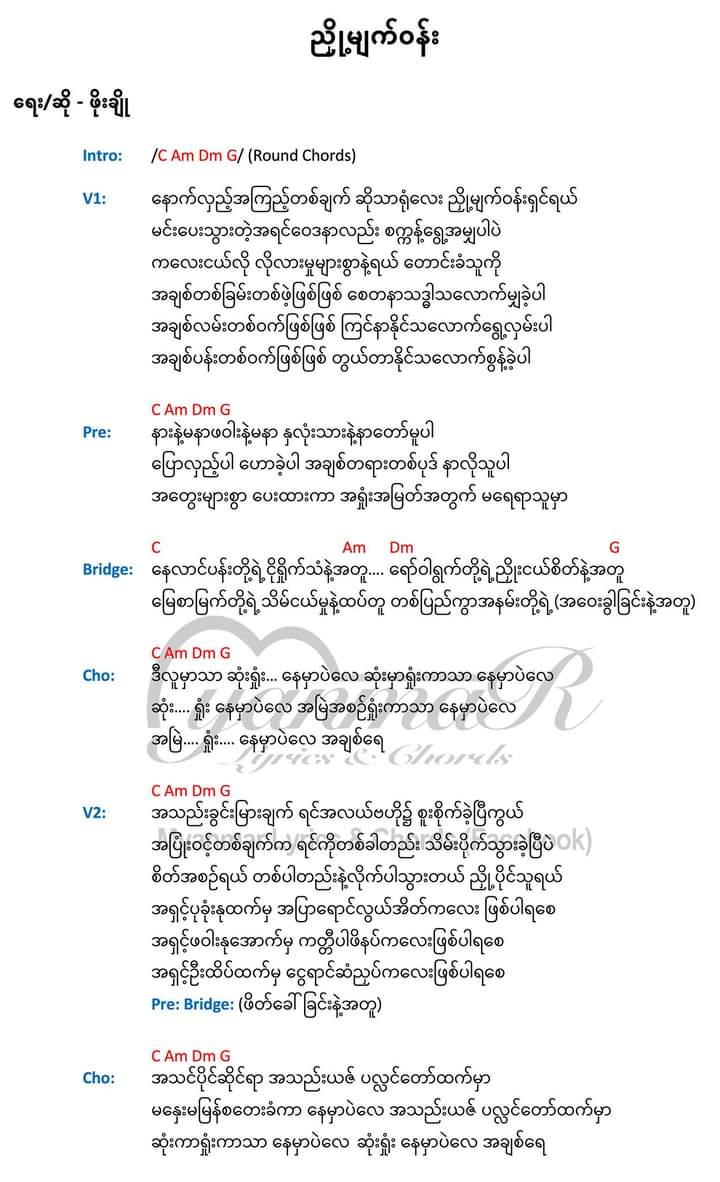 ညှို့မျက်ဝန်း
ရေး/ဆို - ဖိုးချို
Intro: /C Am Dm G/ (Round Chords)
V1: နောက်လှည့်အကြည့်တစ်ချက် ဆိုသာရုံလေး ညှို့မျက်ဝန်းရှင်ရယ်
မင်းပေးသွားတဲ့အရင်ဝေဒနာလည်း စက္ကန့်ရွေ့အမျှပါပဲ
ကလေးငယ်လို လိုလားမှုများစွာနဲ့ရယ် တောင်းခံသူကို
အချစ်တစ်ခြမ်းတစ်ဖဲ့ဖြစ်ဖြစ် စေတနာသဒ္ဓါသလောက်မျှခဲ့ပါ
အချစ်လမ်းတစ်ဝက်ဖြစ်ဖြစ် ကြင်နာနိုင်သလောက်ရွေ့လှမ်းပါ
အချစ်ပန်းတစ်ဝက်ဖြစ်ဖြစ် တွယ်တာနိုင်သလောက်စွန့်ခဲ့ပါ
C Am Dm G
Pre: နားနဲ့မနာဖဝါးနဲ့မနာ နှလုံးသားနဲ့နာတော်မူပါ
ပြောလှည့်ပါ ဟောခဲ့ပါ အချစ်တရားတစ်ပုဒ် နာလိုသူပါ
အတွေးများစွာ ပေးထားကာ အရှုံးအမြတ်အတွက် မရေရာသူမှာ
C Am Dm G
Bridge: နေလာင်ပန်းတို့ရဲ့ငိုရှိုက်သံနဲ့အတူ.... ရော်ဝါရွက်တို့ရဲ့ညှိုးငယ်စိတ်နဲ့အတူ
မြေစာမြက်တို့ရဲ့သိမ်ငယ်မှုနဲ့ထပ်တူ တစ်ပြည်ကွာအနမ်းတို့ရဲ့(အဝေးခွါခြင်းနဲ့အတူ)
C Am Dm G
Cho: ဒီလူမှာသာ ဆုံးရှုံး... နေမှာပဲလေ ဆုံးမှာရှုံးကာသာ နေမှာပဲလေ
ဆုံး.... ရှုံး နေမှာပဲလေ အမြဲအစဉ်ရှုံးကာသာ နေမှာပဲလေ
အမြဲ.... ရှုံး.... နေမှာပဲလေ အချစ်ရေ
myanmaR
Lyrics & Chords
C Am Dm G
V2: အသည်းခွင်းမြားချက် ရင်အလယ်ဗဟို၌ စူးစိုက်ခဲ့ပြီကွယ်
Myanmar Lyrics & Chords (Facebook)
အပြုံးဝင့်တစ်ချက်က ရင်ကိုတစ်ခါတည်း သိမ်းပိုက်သွားခဲ့ပြီပဲ
စိတ်အစဉ်ရယ် တစ်ပါတည်းနဲ့လိုက်ပါသွားတယ် ညှို့ပိုင်သူရယ်
အရှင့်ပုခုံးနုထက်မှ အပြာရောင်လွယ်အိတ်ကလေး ဖြစ်ပါရစေ
အရှင့်ဖဝါးနုအောက်မှ ကတ္တီပါဖိနပ်ကလေးဖြစ်ပါရစေ
အရှင့်ဦးထိပ်ထက်မှ ငွေရောင်ဆံညှပ်ကလေးဖြစ်ပါရစေ
Pre: Bridge: (ဖိတ်ခေါ်ခြင်းနဲ့အတူ)
C Am Dm G
Cho: အသင်ပိုင်ဆိုင်ရာ အသည်းယဇ် ပလ္လင်တော်ထက်မှာ
မနှေးမမြန်စတေးခံကာ နေမှာပဲလေ အသည်းယဇ် ပလ္လင်တော်ထက်မှာ
ဆုံးကာရှုံးကာသာ နေမှာပဲလေ ဆုံးရှုံး နေမှာပဲလေ အချစ်ရေ